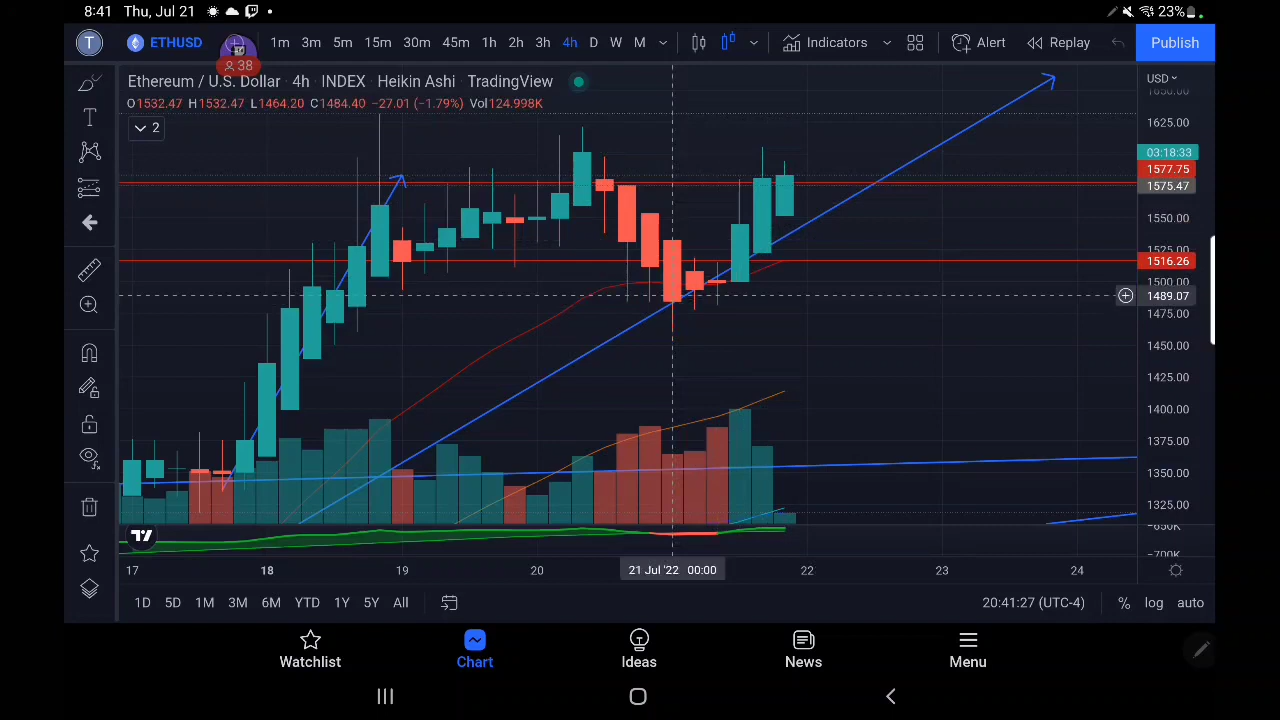 8:41 Thu, Jul 21 23%
T ETHUSD 1m 3m 5m 15m 30m 45m 1h 2h 3h 4h D W M Indicators Alert Replay Publish
38
Ethereum / U.S. Dollar 4h INDEX Heikin Ashi TradingView
USD
O1532.47 H1532.47 L1464.20 C1484.40 −27.01 (−1.79%) Vol124.998K
2
1650.00
1625.00
03:18:33
1577.75
1575.47
1550.00
1525.00
1516.26
1500.00
1489.07
1475.00
1450.00
1425.00
1400.00
1375.00
1350.00
1325.00
−650K
−700K
17 18 19 20 21 Jul '22 00:00 22 23 24
1D 5D 1M 3M 6M YTD 1Y 5Y All 20:41:27 (UTC-4) % log auto
Watchlist Chart Ideas News Menu